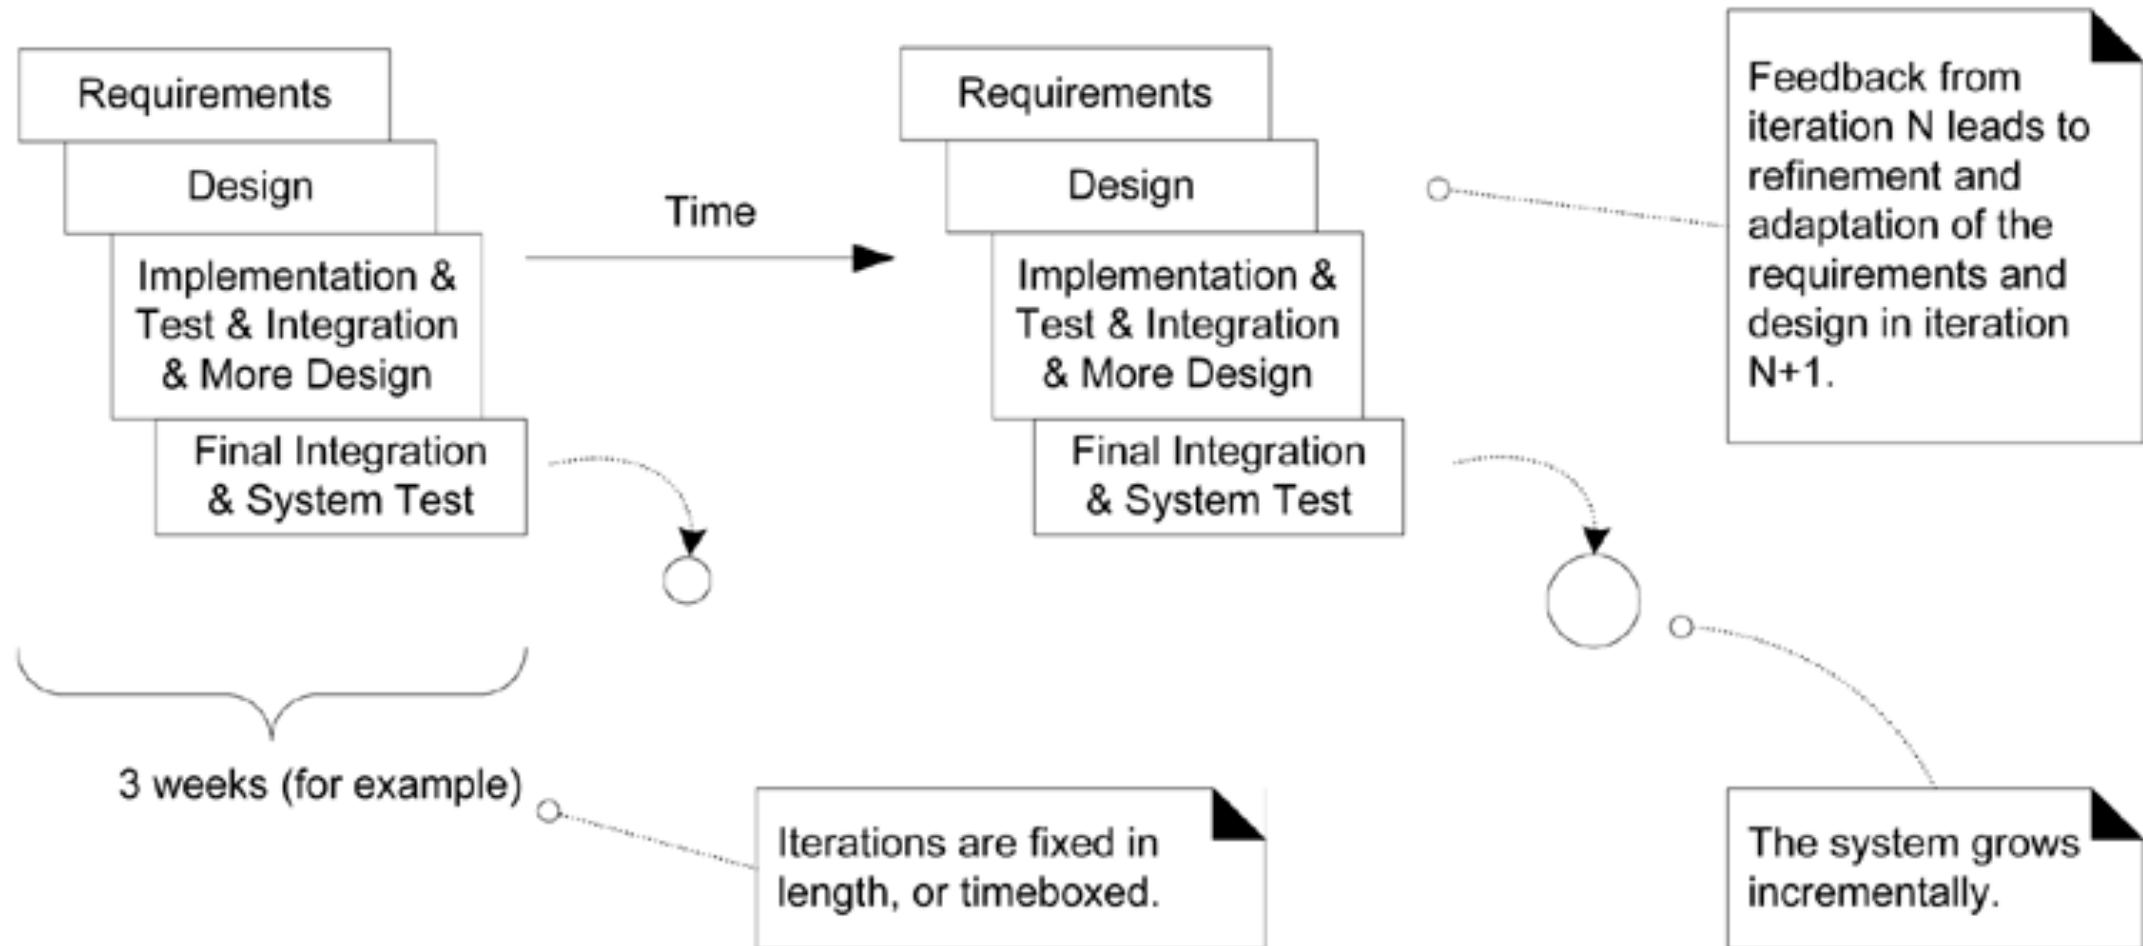 Requirements
Design
Implementation &
Test & Integration
& More Design
Final Integration
& System Test
3 weeks (for example)
Time
Requirements
Design
Implementation &
Test & Integration
& More Design
Final Integration
& System Test
Feedback from
iteration N leads to
refinement and
adaptation of the
requirements and
design in iteration
N+1.
Iterations are fixed in
length, or timeboxed.
The system grows
incrementally.